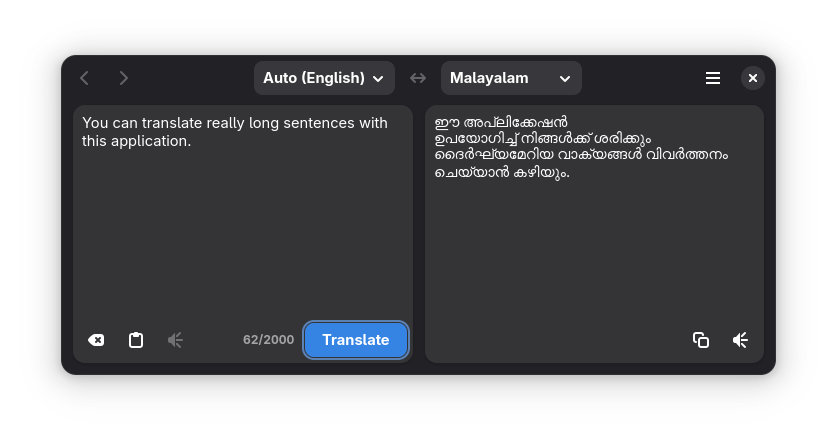 Auto (English)
Malayalam
You can translate really long sentences with
this application.
ഈ അപ്ലിക്കേഷൻ
ഉപയോഗിച്ച് നിങ്ങൾക്ക് ശരിക്കും
ദൈർഘ്യമേറിയ വാക്യങ്ങൾ വിവർത്തനം
ചെയ്യാൻ കഴിയും.
62/2000
Translate